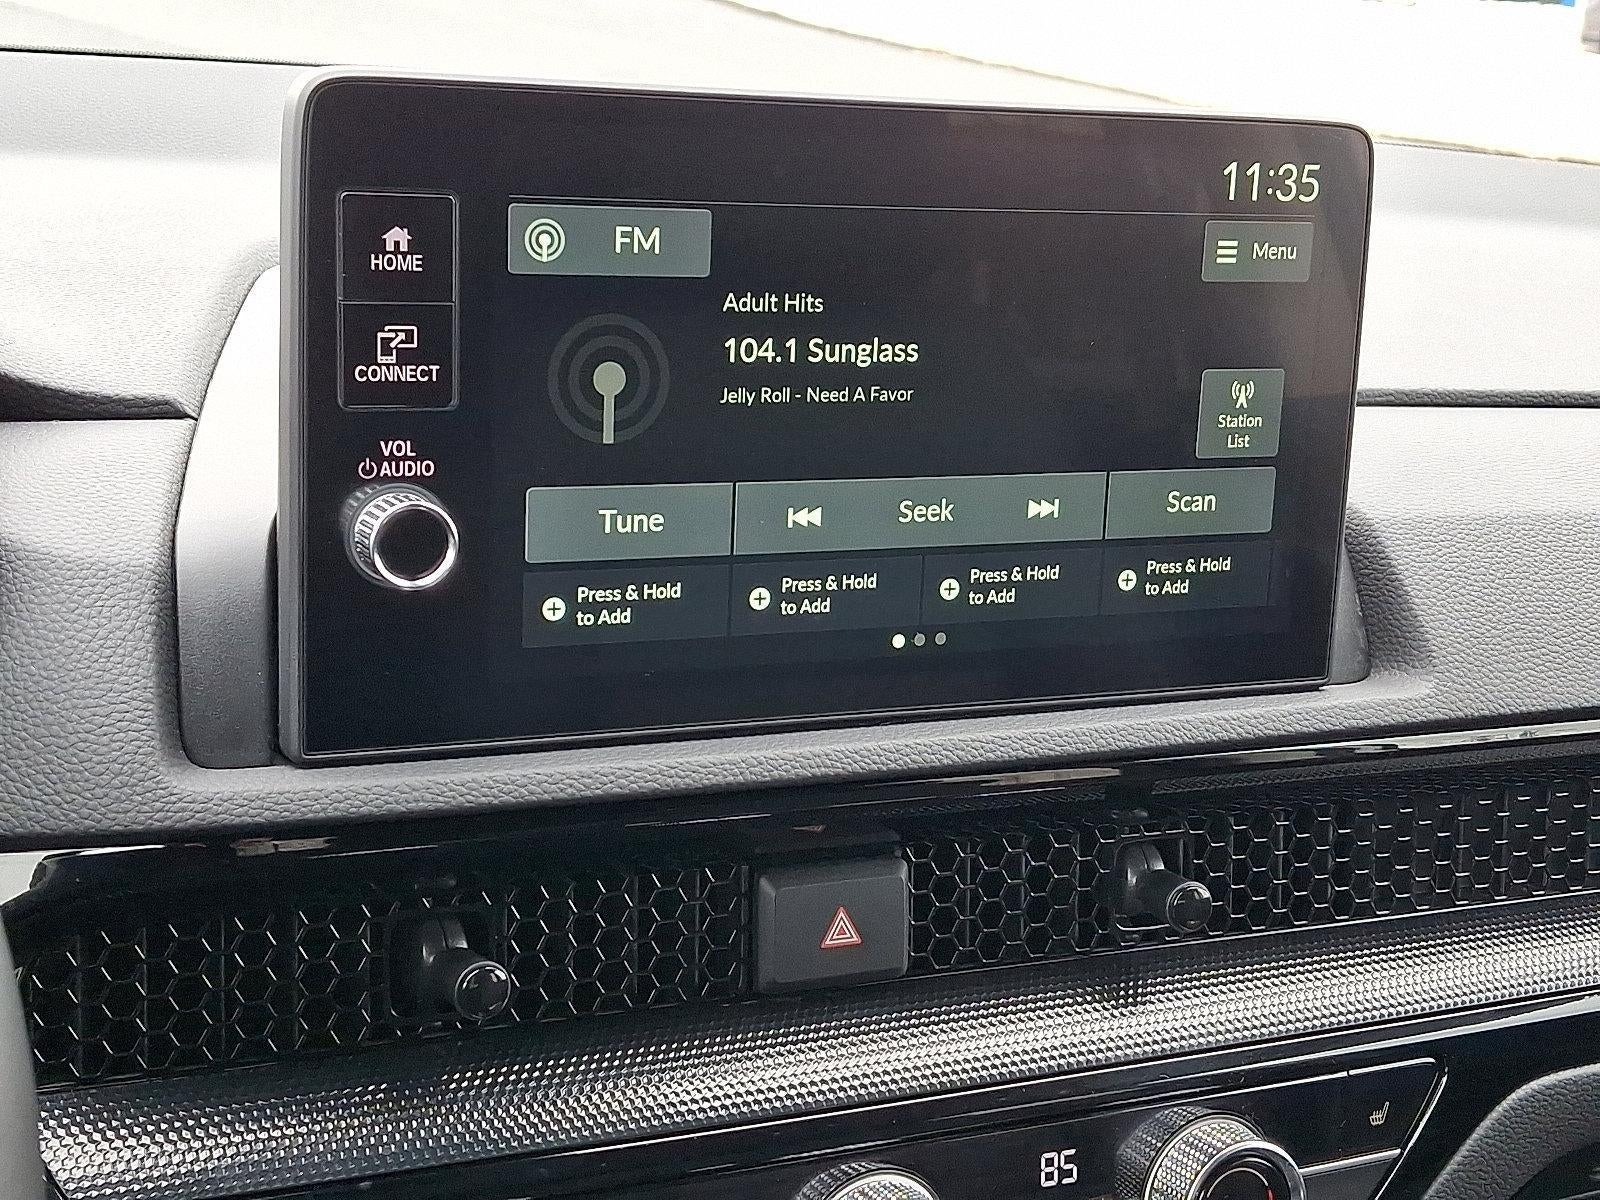 11:35
HOME
CONNECT
VOL
AUDIO
FM
Menu
Adult Hits
104.1 Sunglass
Jelly Roll - Need A Favor
Station
List
Tune
Seek
Scan
Press & Hold
to Add
Press & Hold
to Add
Press & Hold
to Add
Press & Hold
to Add
85